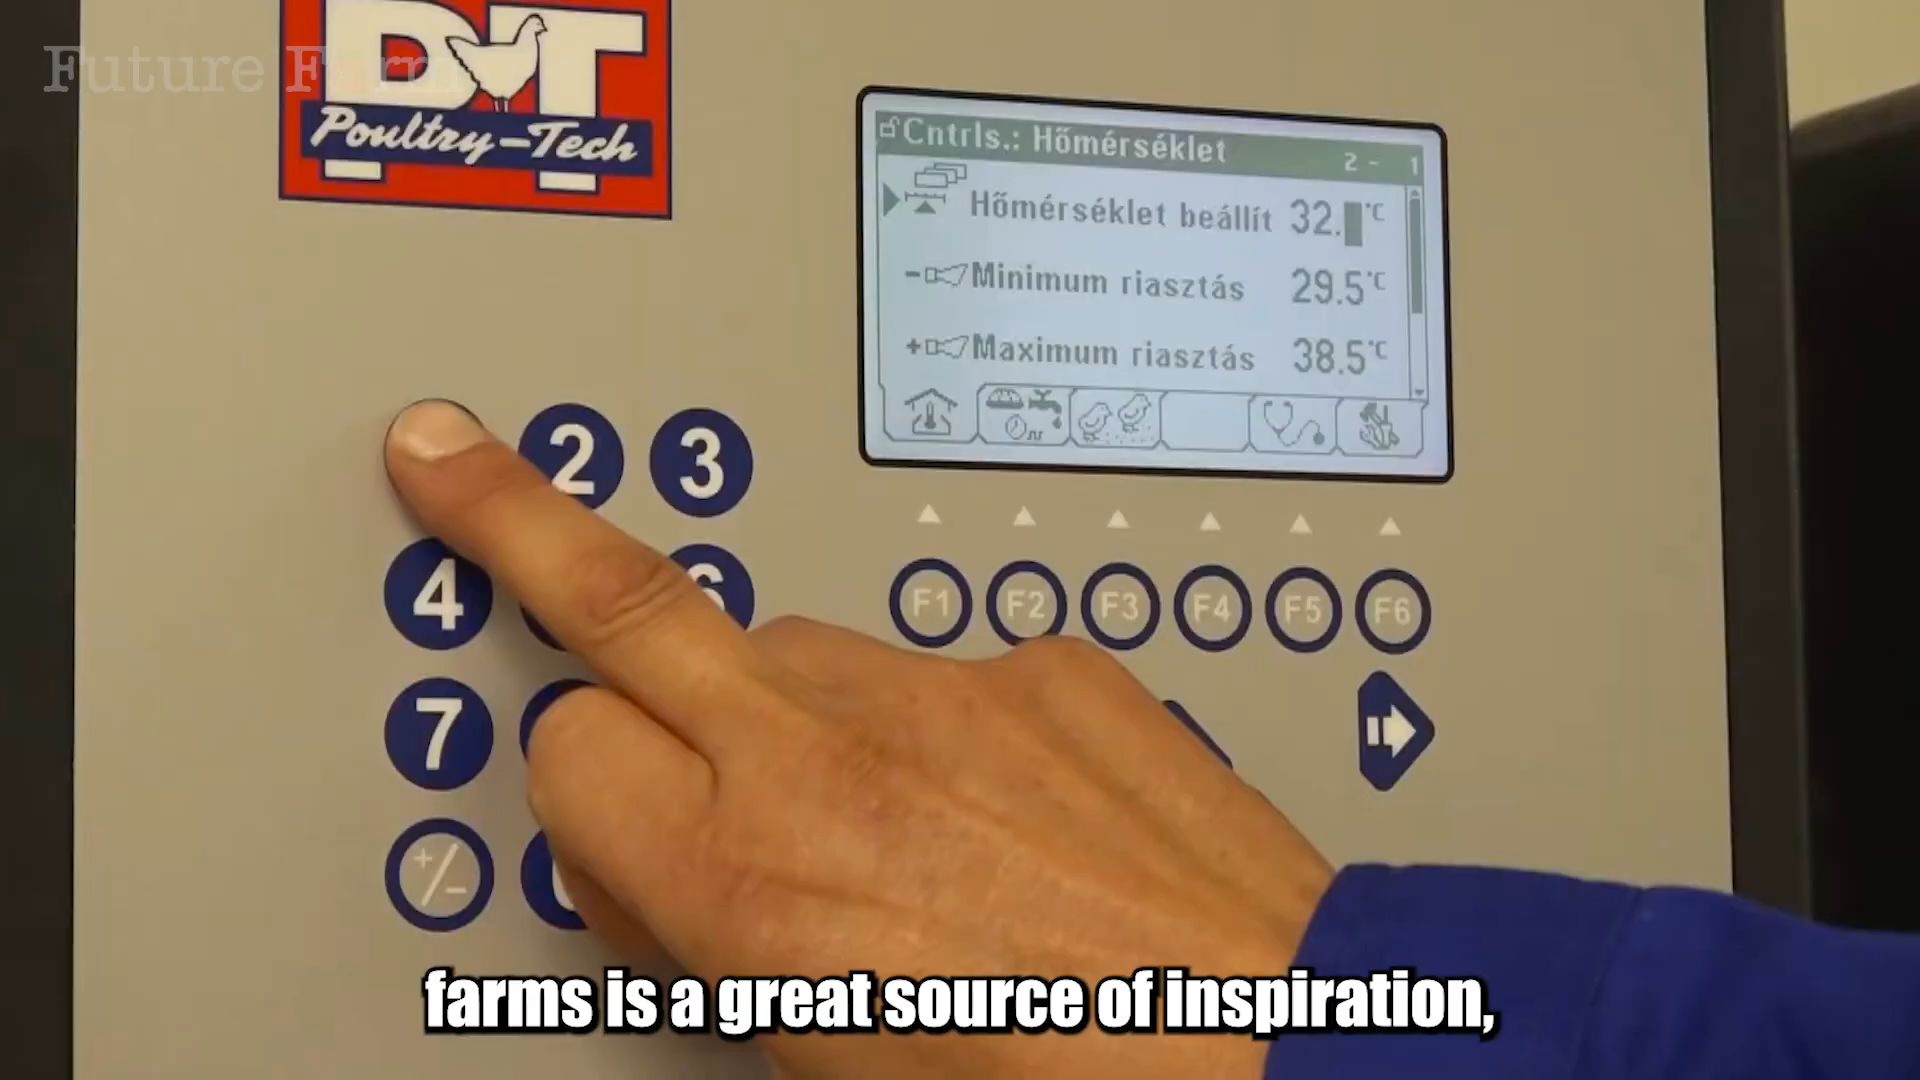 Future Farm
PT
Poultry-Tech
Cntrls.: Hőmérséklet 2 - 1
Hőmérséklet beállít 32. °C
- Minimum riasztás 29.5 °C
+ Maximum riasztás 38.5 °C
2 3
4 6
7
+/-
F1 F2 F3 F4 F5 F6
farms is a great source of inspiration,